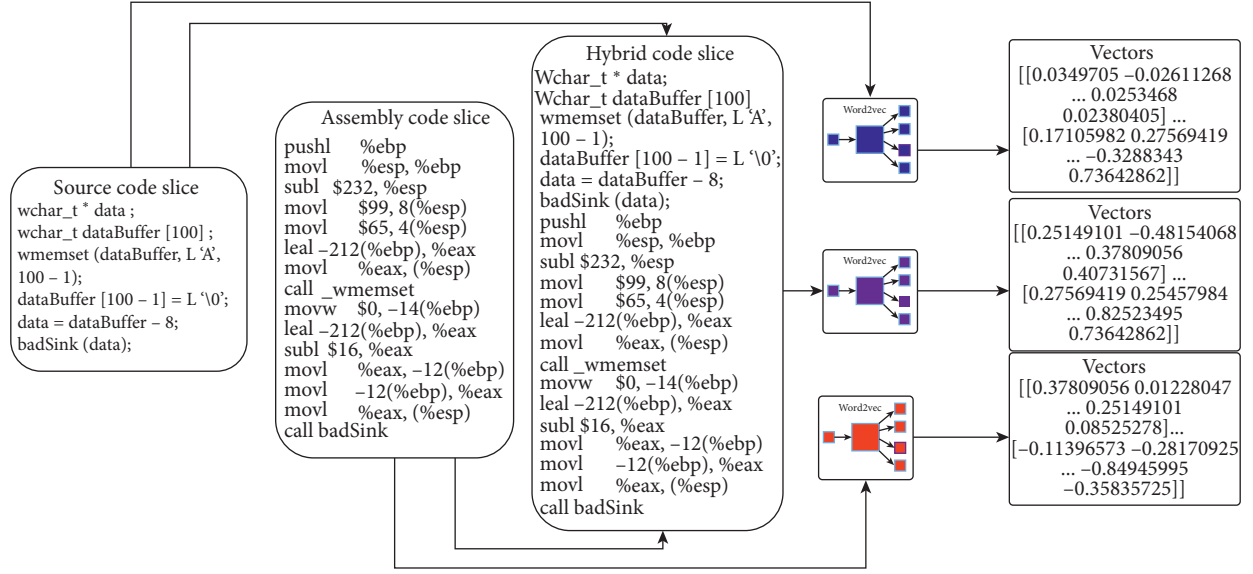 Source code slice
wchar_t * data ;
wchar_t dataBuffer [100] ;
wmemset (dataBuffer, L ‘A’,
100 – 1);
dataBuffer [100 – 1] = L ‘\0’;
data = dataBuffer – 8;
badSink (data);
Assembly code slice
pushl %ebp
movl %esp, %ebp
subl $232, %esp
movl $99, 8(%esp)
movl $65, 4(%esp)
leal –212(%ebp), %eax
movl %eax, (%esp)
call _wmemset
movw $0, –14(%ebp)
leal –212(%ebp), %eax
subl $16, %eax
movl %eax, –12(%ebp)
movl –12(%ebp), %eax
movl %eax, (%esp)
call badSink
Hybrid code slice
Wchar_t * data;
Wchar_t dataBuffer [100]
wmemset (dataBuffer, L ‘A’,
100 – 1);
dataBuffer [100 – 1] = L ‘\0’;
data = dataBuffer – 8;
badSink (data);
pushl %ebp
movl %esp, %ebp
subl $232, %esp
movl $99, 8(%esp)
movl $65, 4(%esp)
leal –212(%ebp), %eax
movl %eax, (%esp)
call _wmemset
movw $0, –14(%ebp)
leal –212(%ebp), %eax
subl $16, %eax
movl %eax, –12(%ebp)
movl –12(%ebp), %eax
movl %eax, (%esp)
call badSink
Word2vec
Word2vec
Word2vec
Vectors
[[0.0349705 –0.02611268
... 0.0253468
0.02380405] ...
[0.17105982 0.27569419
... –0.3288343
0.73642862]]
Vectors
[[0.25149101 –0.48154068
... 0.37809056
0.40731567] ...
[0.27569419 0.25457984
... 0.82523495
0.73642862]]
Vectors
[[0.37809056 0.01228047
... 0.25149101
0.08525278]...
[–0.11396573 –0.28170925
... –0.84945995
–0.35835725]]